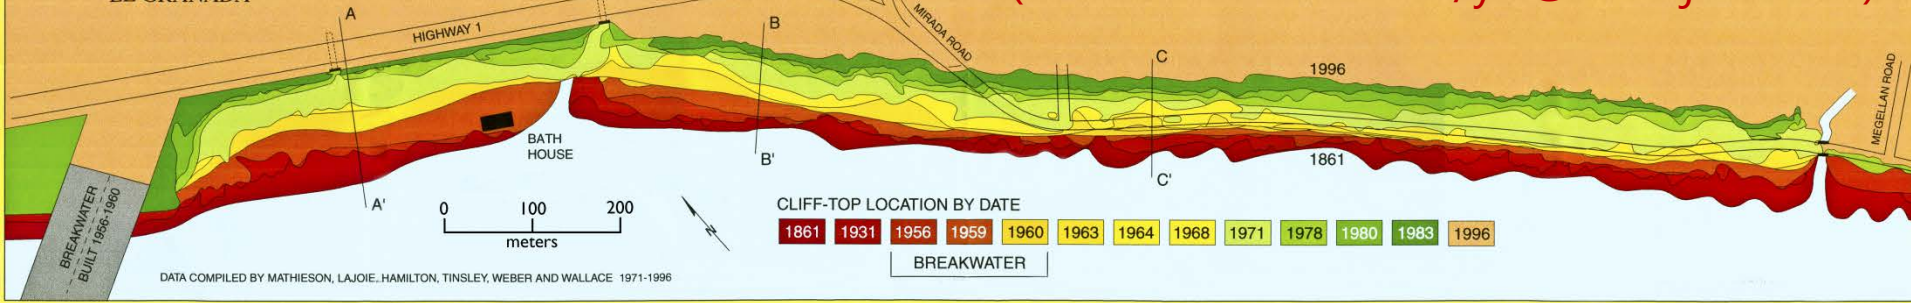 EL GRANADA
A
HIGHWAY 1
B
MIRADA ROAD
C
1996
MEGELLAN ROAD
BATH
HOUSE
B'
1861
C'
A'
BREAKWATER
BUILT 1956-1960
0 100 200
meters
N
CLIFF-TOP LOCATION BY DATE
1861 1931 1956 1959 1960 1963 1964 1968 1971 1978 1980 1983 1996
BREAKWATER
DATA COMPILED BY MATHIESON, LAJOIE, HAMILTON, TINSLEY, WEBER AND WALLACE 1971-1996